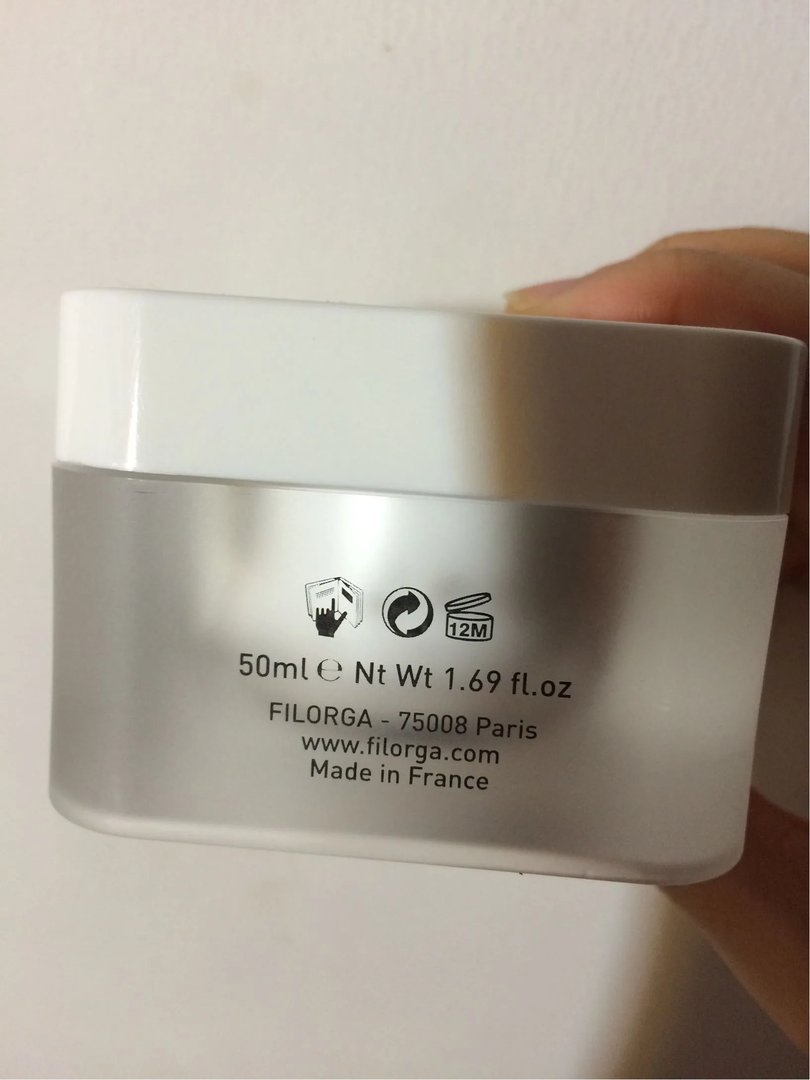 12M
50ml ℮ Nt Wt 1.69 fl.oz
FILORGA - 75008 Paris
www.filorga.com
Made in France